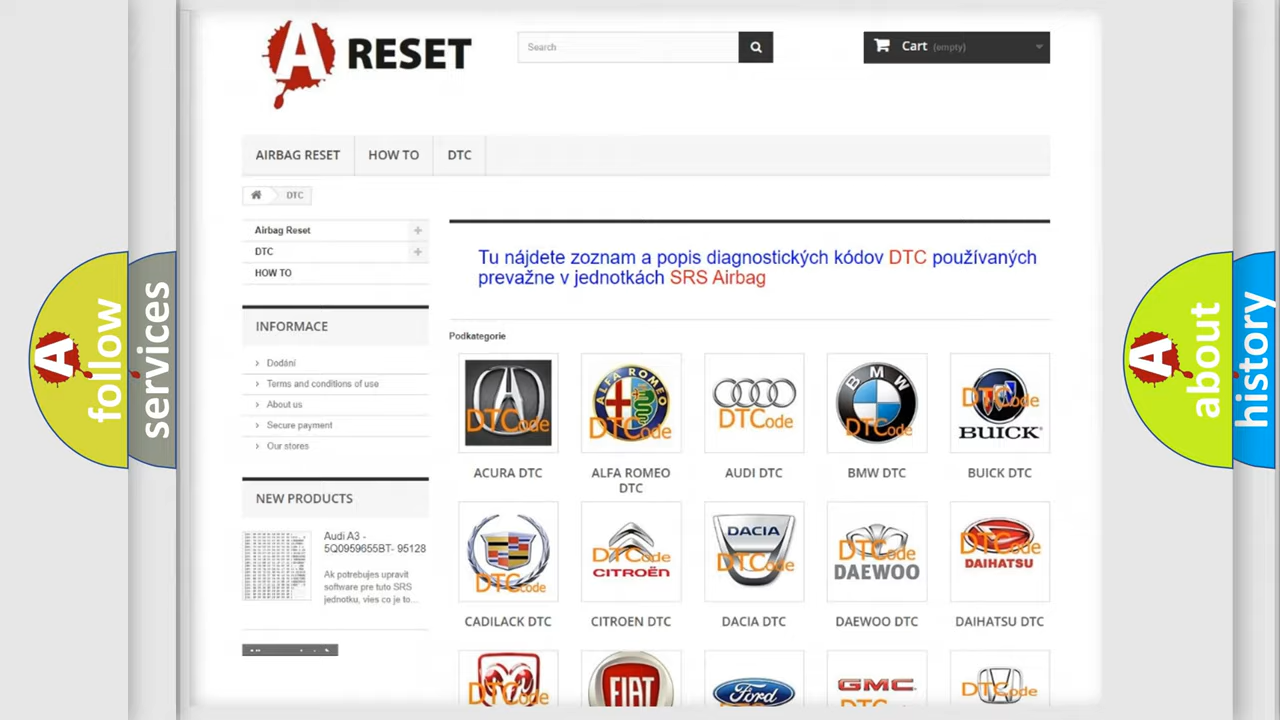 A RESET
Search
Cart (empty)
AIRBAG RESET
HOW TO
DTC
DTC
Airbag Reset
DTC
HOW TO
INFORMACE
Dodání
Terms and conditions of use
About us
Secure payment
Our stores
NEW PRODUCTS
Audi A3 -
5Q0959655BT- 95128
Ak potrebujes upravit
software pre tuto SRS
jednotku, vies co je to...
Tu nájdete zoznam a popis diagnostických kódov DTC používaných
prevažne v jednotkách SRS Airbag
Podkategorie
DTCode
ALFA ROMEO
DTCode
DTCode
BMW
DTCode
DTCode
BUICK
ACURA DTC
ALFA ROMEO
DTC
AUDI DTC
BMW DTC
BUICK DTC
DTCode
DTCode
CITROËN
DACIA
DTCode
DTCode
DAEWOO
DTCode
DAIHATSU
CADILACK DTC
CITROEN DTC
DACIA DTC
DAEWOO DTC
DAIHATSU DTC
DTCode
FIAT
Ford
GMC
DTCode
A follow
services
A about
history